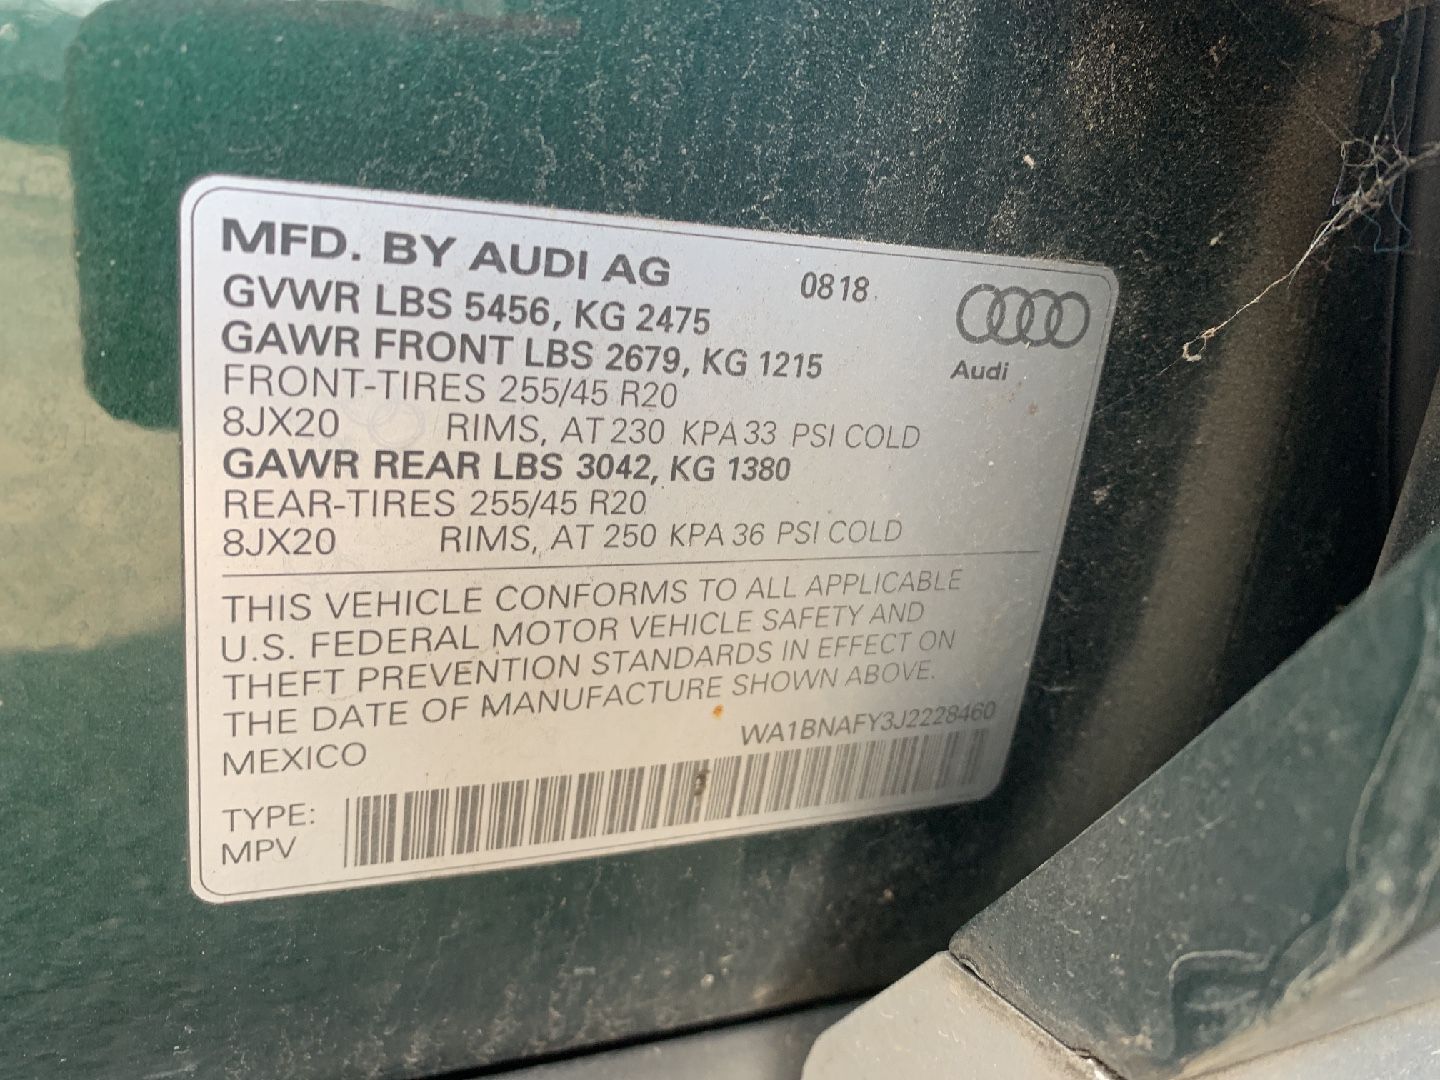 MFD. BY AUDI AG 0818
GVWR LBS 5456, KG 2475
GAWR FRONT LBS 2679, KG 1215
Audi
FRONT-TIRES 255/45 R20
8JX20 RIMS, AT 230 KPA 33 PSI COLD
GAWR REAR LBS 3042, KG 1380
REAR-TIRES 255/45 R20
8JX20 RIMS, AT 250 KPA 36 PSI COLD
THIS VEHICLE CONFORMS TO ALL APPLICABLE
U.S. FEDERAL MOTOR VEHICLE SAFETY AND
THEFT PREVENTION STANDARDS IN EFFECT ON
THE DATE OF MANUFACTURE SHOWN ABOVE.
MEXICO WA1BNAFY3J2228460
TYPE:
MPV